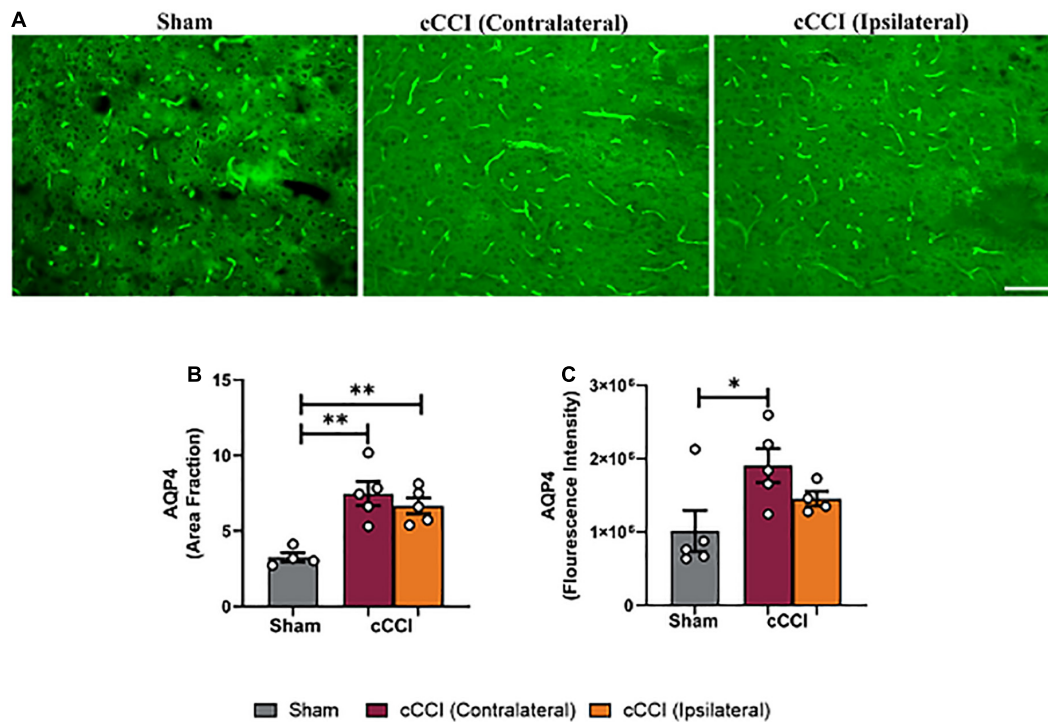 A
Sham
cCCI (Contralateral)
cCCI (Ipsilateral)
B
AQP4
(Area Fraction)
15
10
5
0
**
**
Sham
cCCI
C
AQP4
(Flourescence Intensity)
3×10⁶
2×10⁶
1×10⁶
0
*
Sham
cCCI
Sham
cCCI (Contralateral)
cCCI (Ipsilateral)